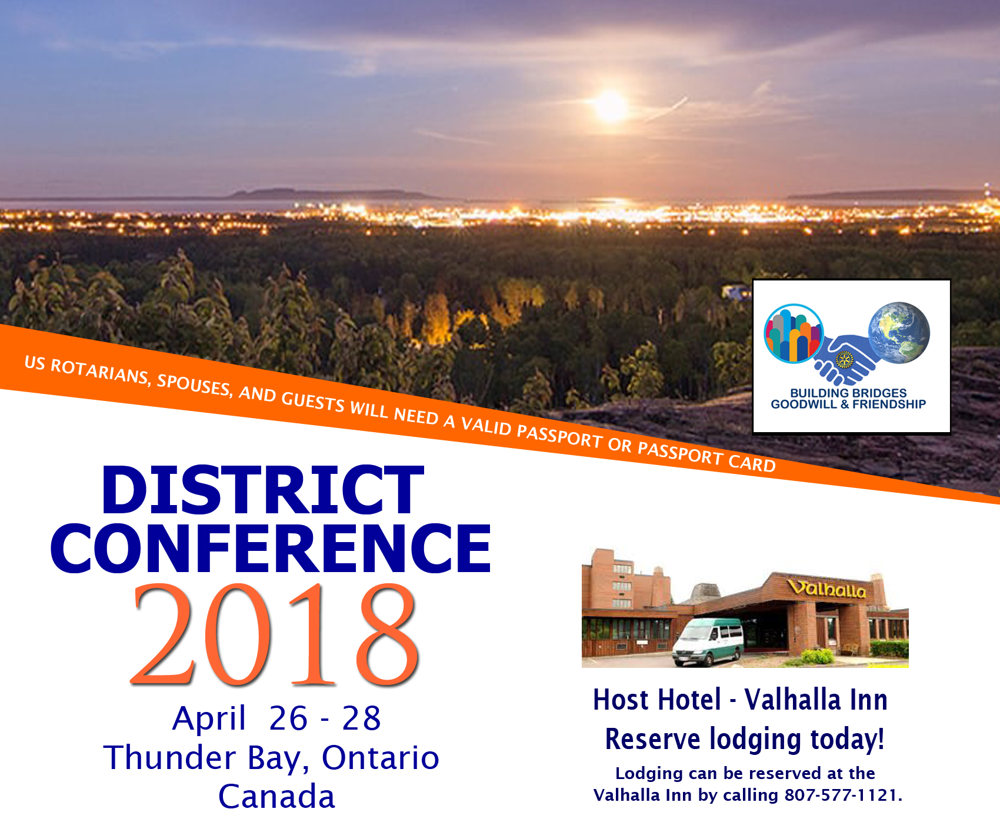 US ROTARIANS, SPOUSES, AND GUESTS WILL NEED A VALID PASSPORT OR PASSPORT CARD
BUILDING BRIDGES
GOODWILL & FRIENDSHIP
DISTRICT
CONFERENCE
2018
April 26 - 28
Thunder Bay, Ontario
Canada
Valhalla
Host Hotel - Valhalla Inn
Reserve lodging today!
Lodging can be reserved at the
Valhalla Inn by calling 807-577-1121.